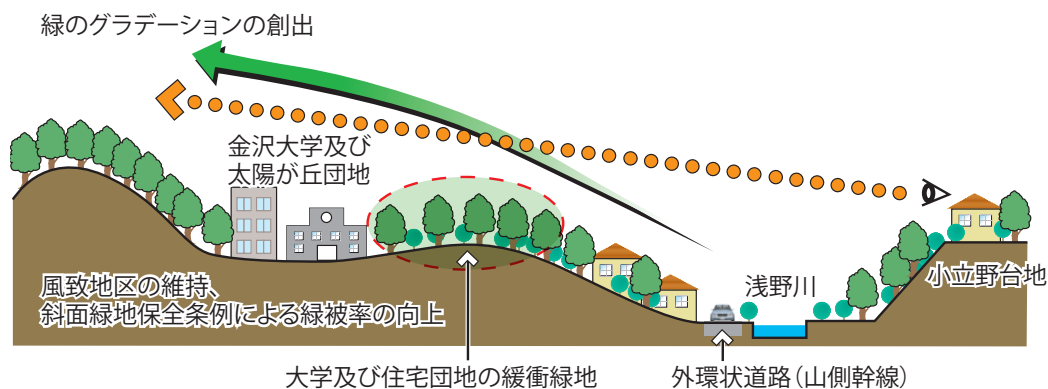 緑のグラデーションの創出
金沢大学及び
太陽が丘団地
風致地区の維持、
斜面緑地保全条例による緑被率の向上
浅野川
小立野台地
大学及び住宅団地の緩衝緑地
外環状道路（山側幹線）